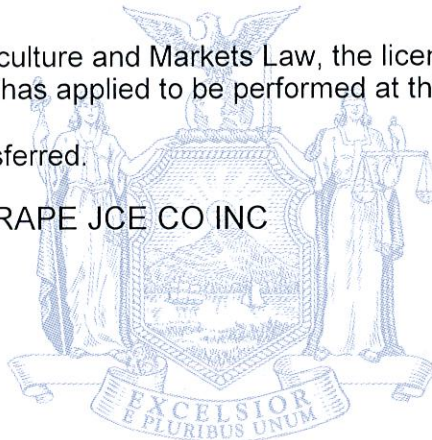 culture and Markets Law, the licen
has applied to be performed at th
sferred.
RAPE JCE CO INC
EXCELSIOR
E PLURIBUS UNUM